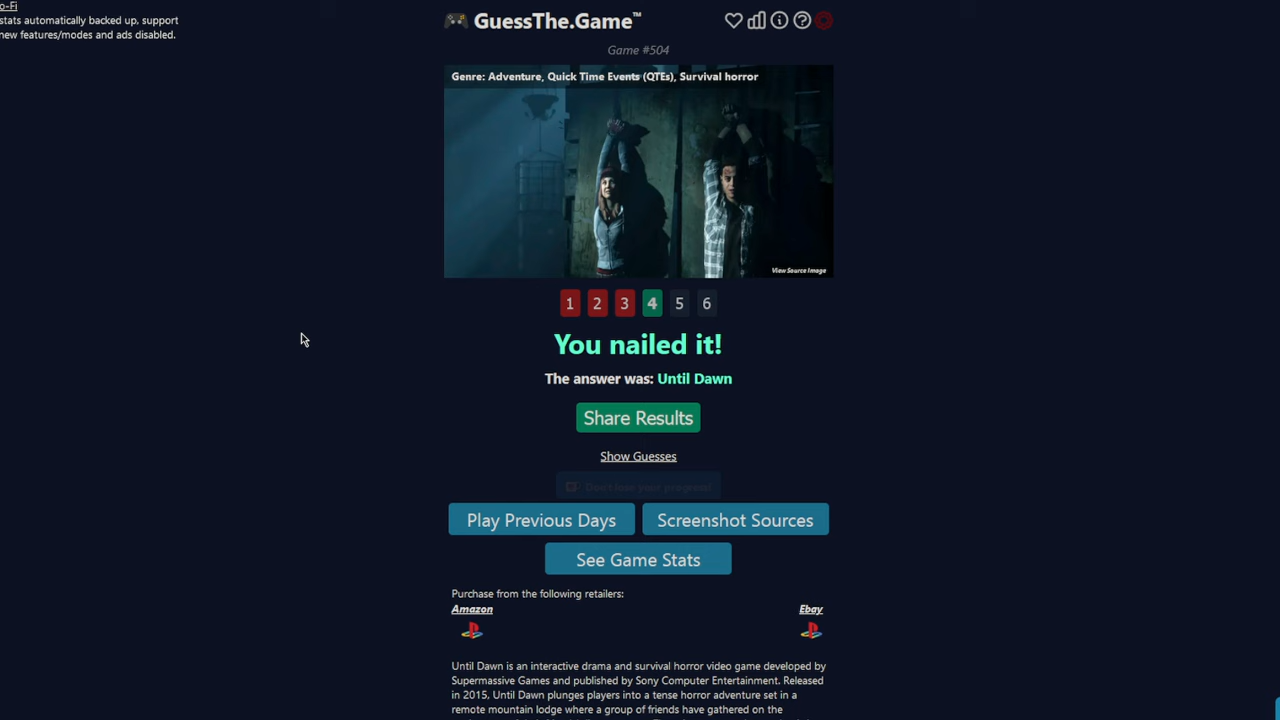 o-Fi
stats automatically backed up, support
new features/modes and ads disabled.
GuessThe.Game™
Game #504
Genre: Adventure, Quick Time Events (QTEs), Survival horror
View Source Image
1 2 3 4 5 6
You nailed it!
The answer was: Until Dawn
Share Results
Show Guesses
Don't lose your progress!
Play Previous Days
Screenshot Sources
See Game Stats
Purchase from the following retailers:
Amazon
Ebay
Until Dawn is an interactive drama and survival horror video game developed by
Supermassive Games and published by Sony Computer Entertainment. Released
in 2015, Until Dawn plunges players into a tense horror adventure set in a
remote mountain lodge where a group of friends have gathered on the